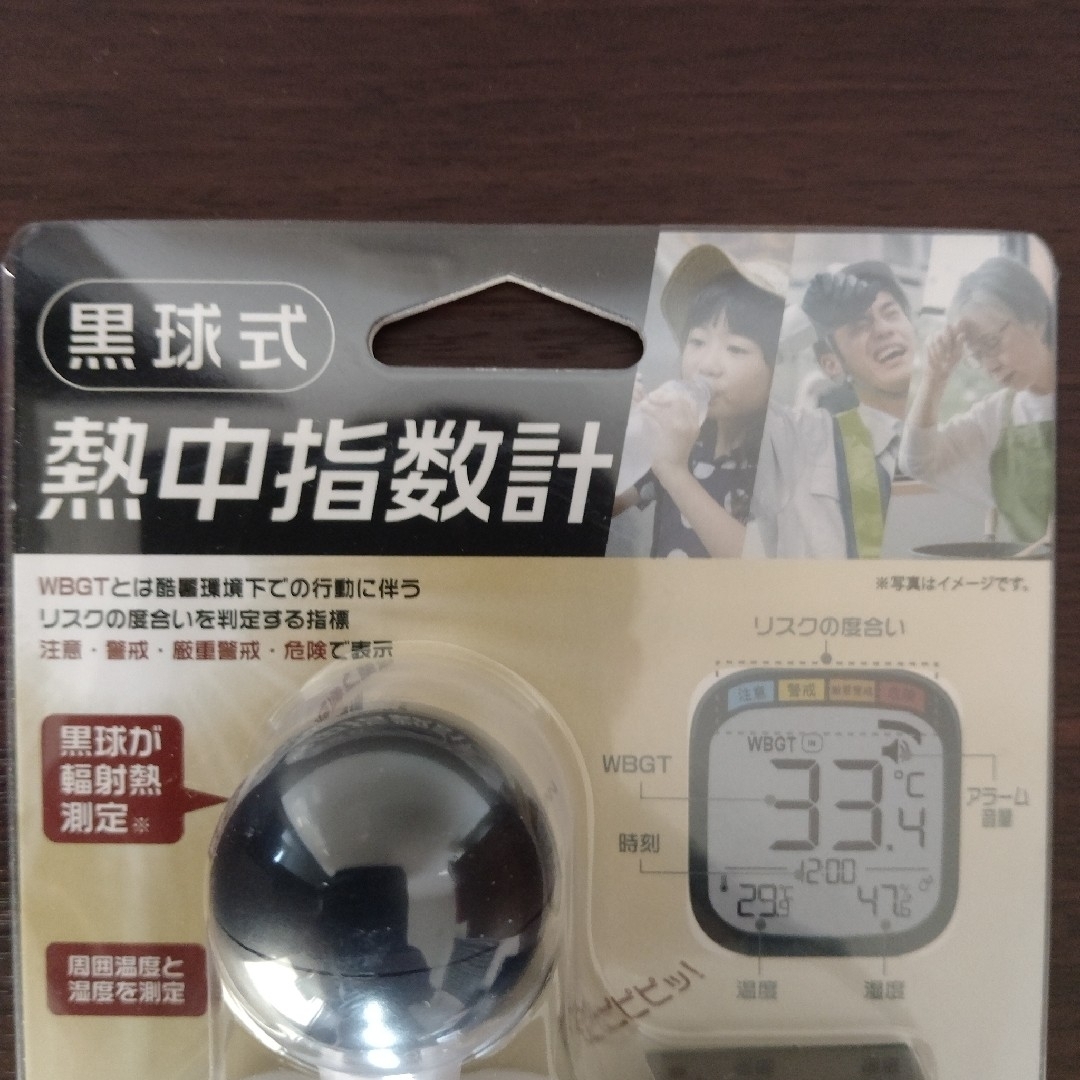 黒球式
熱中指数計
WBGTとは酷暑環境下での行動に伴う
リスクの度合いを判定する指標
注意・警戒・厳重警戒・危険で表示
※写真はイメージです。
リスクの度合い
注意 警戒 厳重警戒 危険
黒球が
輻射熱
測定※
WBGT
WBGT IN
33.4℃
アラーム
音量
時刻
12:00
29.9℃
47%
周囲温度と
湿度を測定
温度
湿度
ピピピッ!